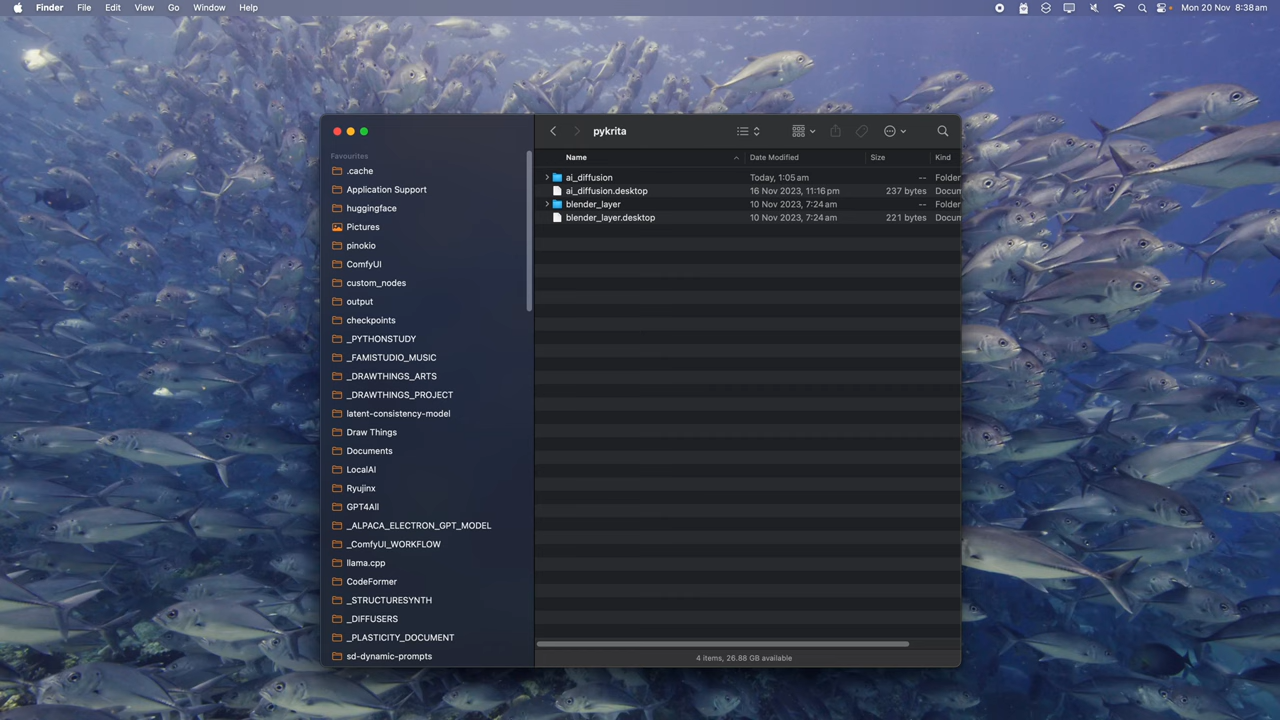 Finder File Edit View Go Window Help Mon 20 Nov 8:38 am
pykrita
Favourites
.cache
Application Support
huggingface
Pictures
pinokio
ComfyUI
custom_nodes
output
checkpoints
_PYTHONSTUDY
_FAMISTUDIO_MUSIC
_DRAWTHINGS_ARTS
_DRAWTHINGS_PROJECT
latent-consistency-model
Draw Things
Documents
LocalAI
Ryujinx
GPT4All
_ALPACA_ELECTRON_GPT_MODEL
_ComfyUI_WORKFLOW
llama.cpp
CodeFormer
_STRUCTURESYNTH
_DIFFUSERS
_PLASTICITY_DOCUMENT
sd-dynamic-prompts
Name Date Modified Size Kind
ai_diffusion Today, 1:05 am -- Folder
ai_diffusion.desktop 16 Nov 2023, 11:16 pm 237 bytes Docum
blender_layer 10 Nov 2023, 7:24 am -- Folder
blender_layer.desktop 10 Nov 2023, 7:24 am 221 bytes Docum
4 items, 26.88 GB available